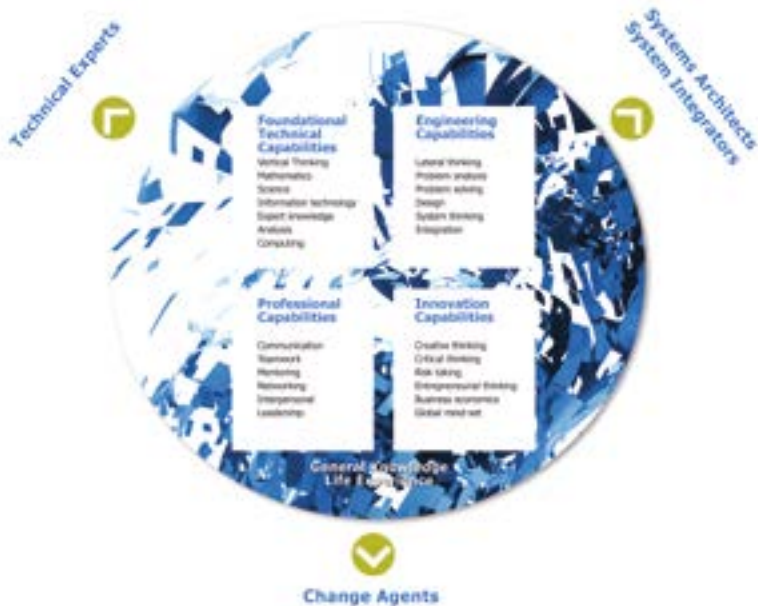 Technical Experts
Systems Architects
System Integrators
Foundational
Technical
Capabilities
Vertical Thinking
Mathematics
Science
Information technology
Expert knowledge
Analysis
Computing
Engineering
Capabilities
Lateral thinking
Problem analysis
Problem solving
Design
System thinking
Integration
Professional
Capabilities
Communication
Teamwork
Mentoring
Networking
Interpersonal
Leadership
Innovation
Capabilities
Creative thinking
Critical thinking
Risk taking
Entrepreneurial thinking
Business economics
Global mind-set
General Knowledge
Life Experience
Change Agents